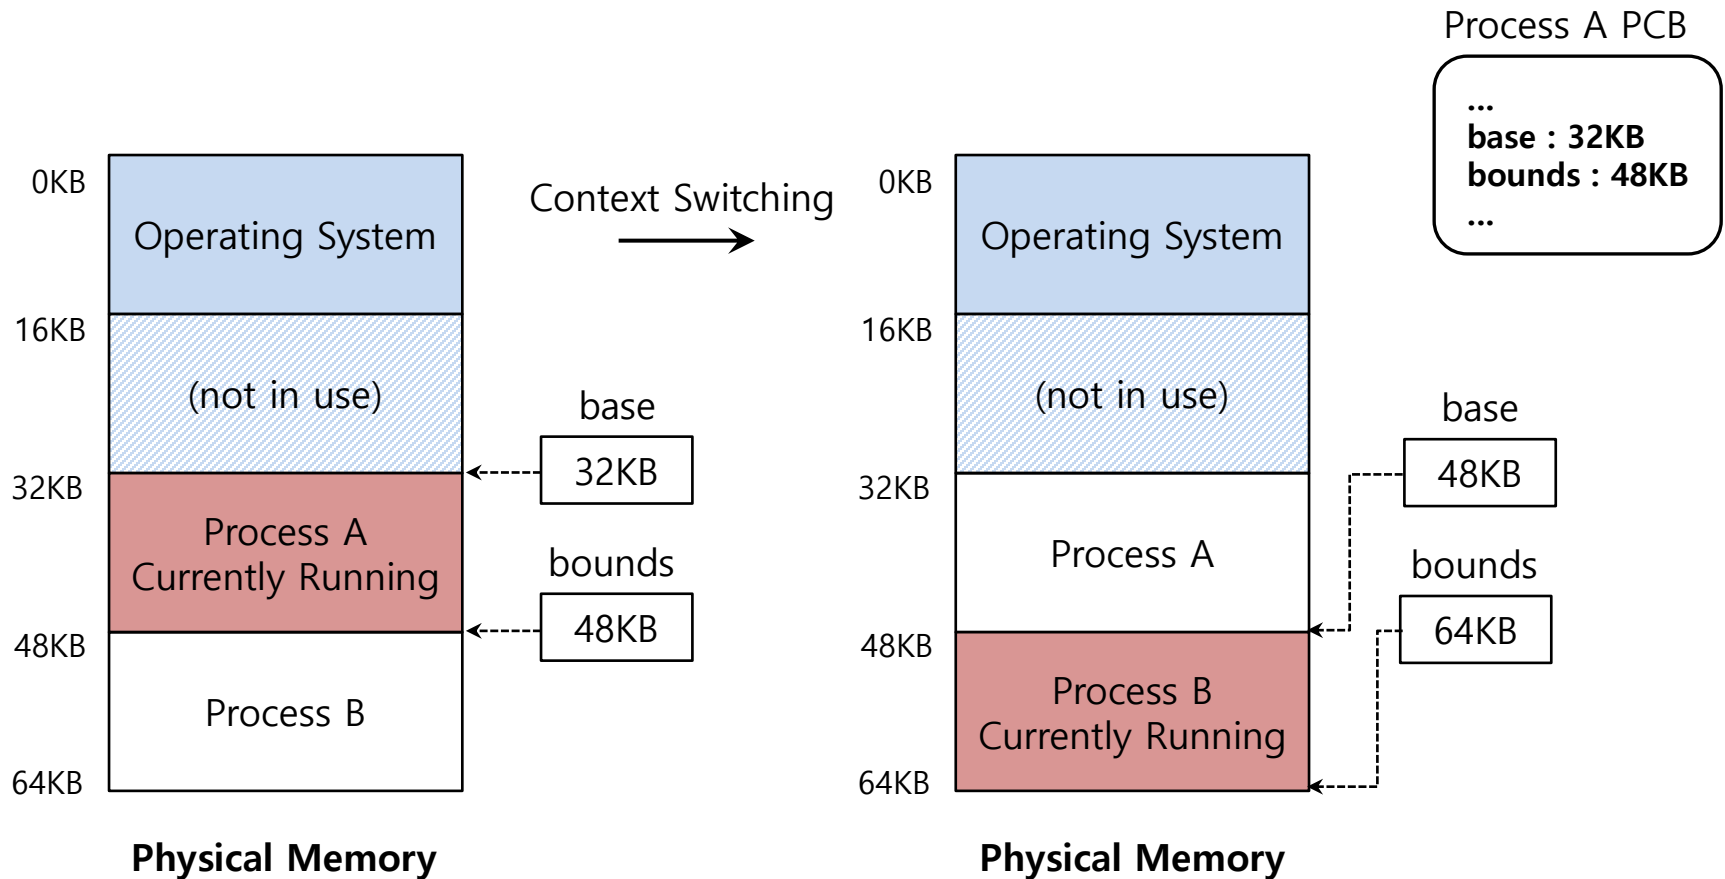 Process A PCB
...
base : 32KB
bounds : 48KB
...
0KB
Operating System
16KB
(not in use)
32KB
Process A
Currently Running
48KB
Process B
64KB
base
32KB
bounds
48KB
Physical Memory
Context Switching
0KB
Operating System
16KB
(not in use)
32KB
Process A
48KB
Process B
Currently Running
64KB
base
48KB
bounds
64KB
Physical Memory